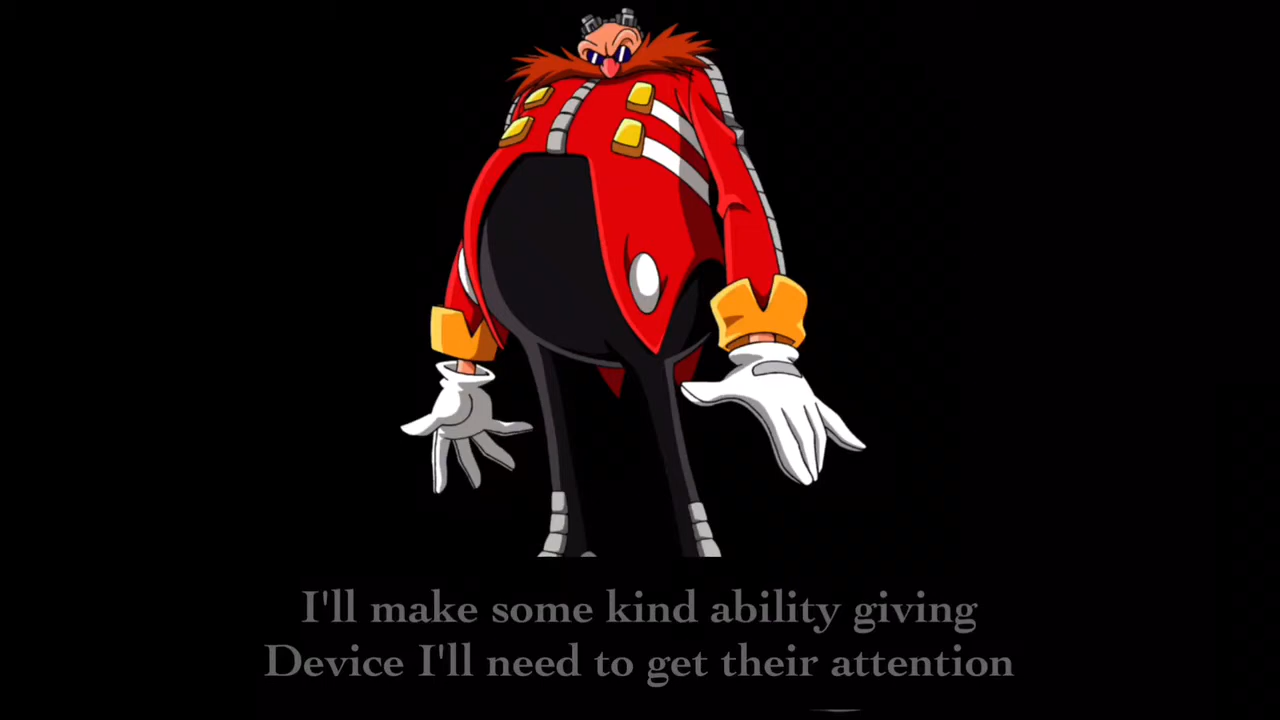 I'll make some kind ability giving
Device I'll need to get their attention